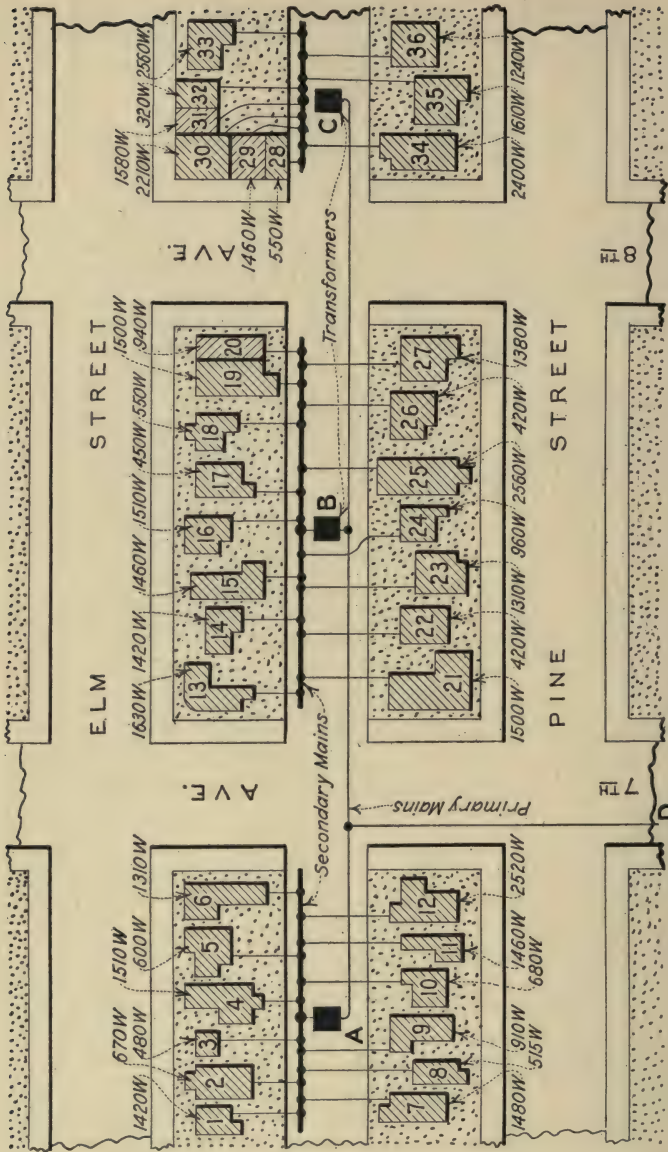 1420W
670W
480W
1510W
600W
1310W
1
2
3
4
5
6
ELM STREET
1630W
1420W
1460W
1510W
450W
550W
1500W
940W
13
14
15
16
17
18
19
20
1580W
2210W
320W
2560W
30
31
32
33
29
28
1460W
550W
AVE.
AVE.
Secondary Mains
Transformers
A
B
C
Primary Mains
7
8
9
10
11
12
1480W
910W
515W
1460W
680W
2520W
21
22
23
24
25
26
27
1500W
420W
1310W
960W
2560W
420W
1380W
34
35
36
2400W
1610W
1240W
7TH
PINE STREET
8TH